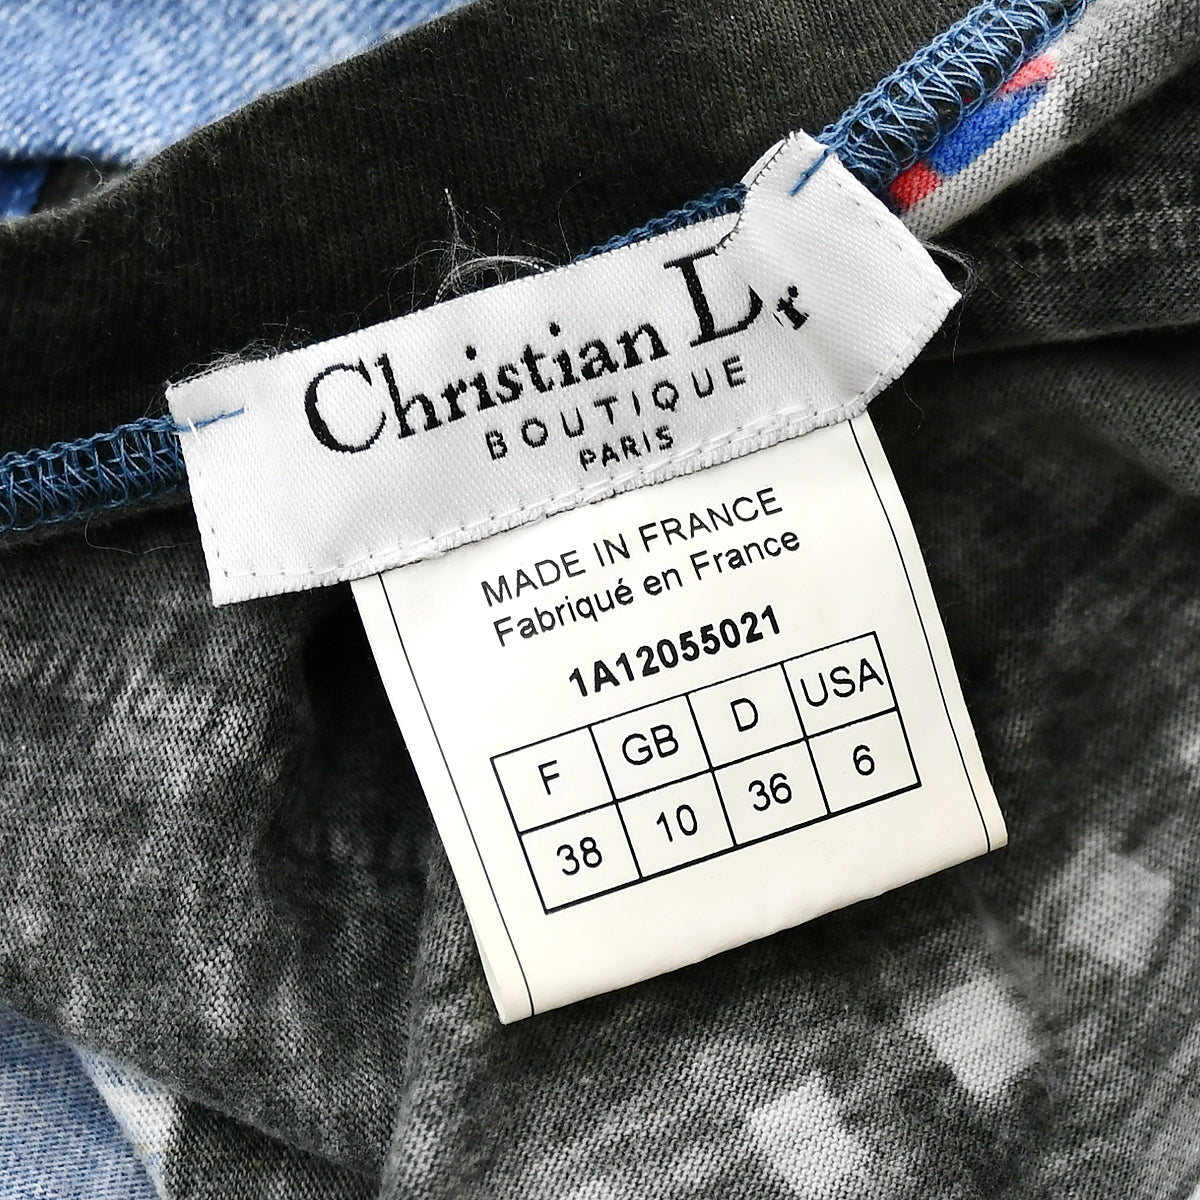 Christian D r
BOUTIQUE
PARIS
MADE IN FRANCE
Fabriqué en France
1A12055021
F GB D USA
38 10 36 6